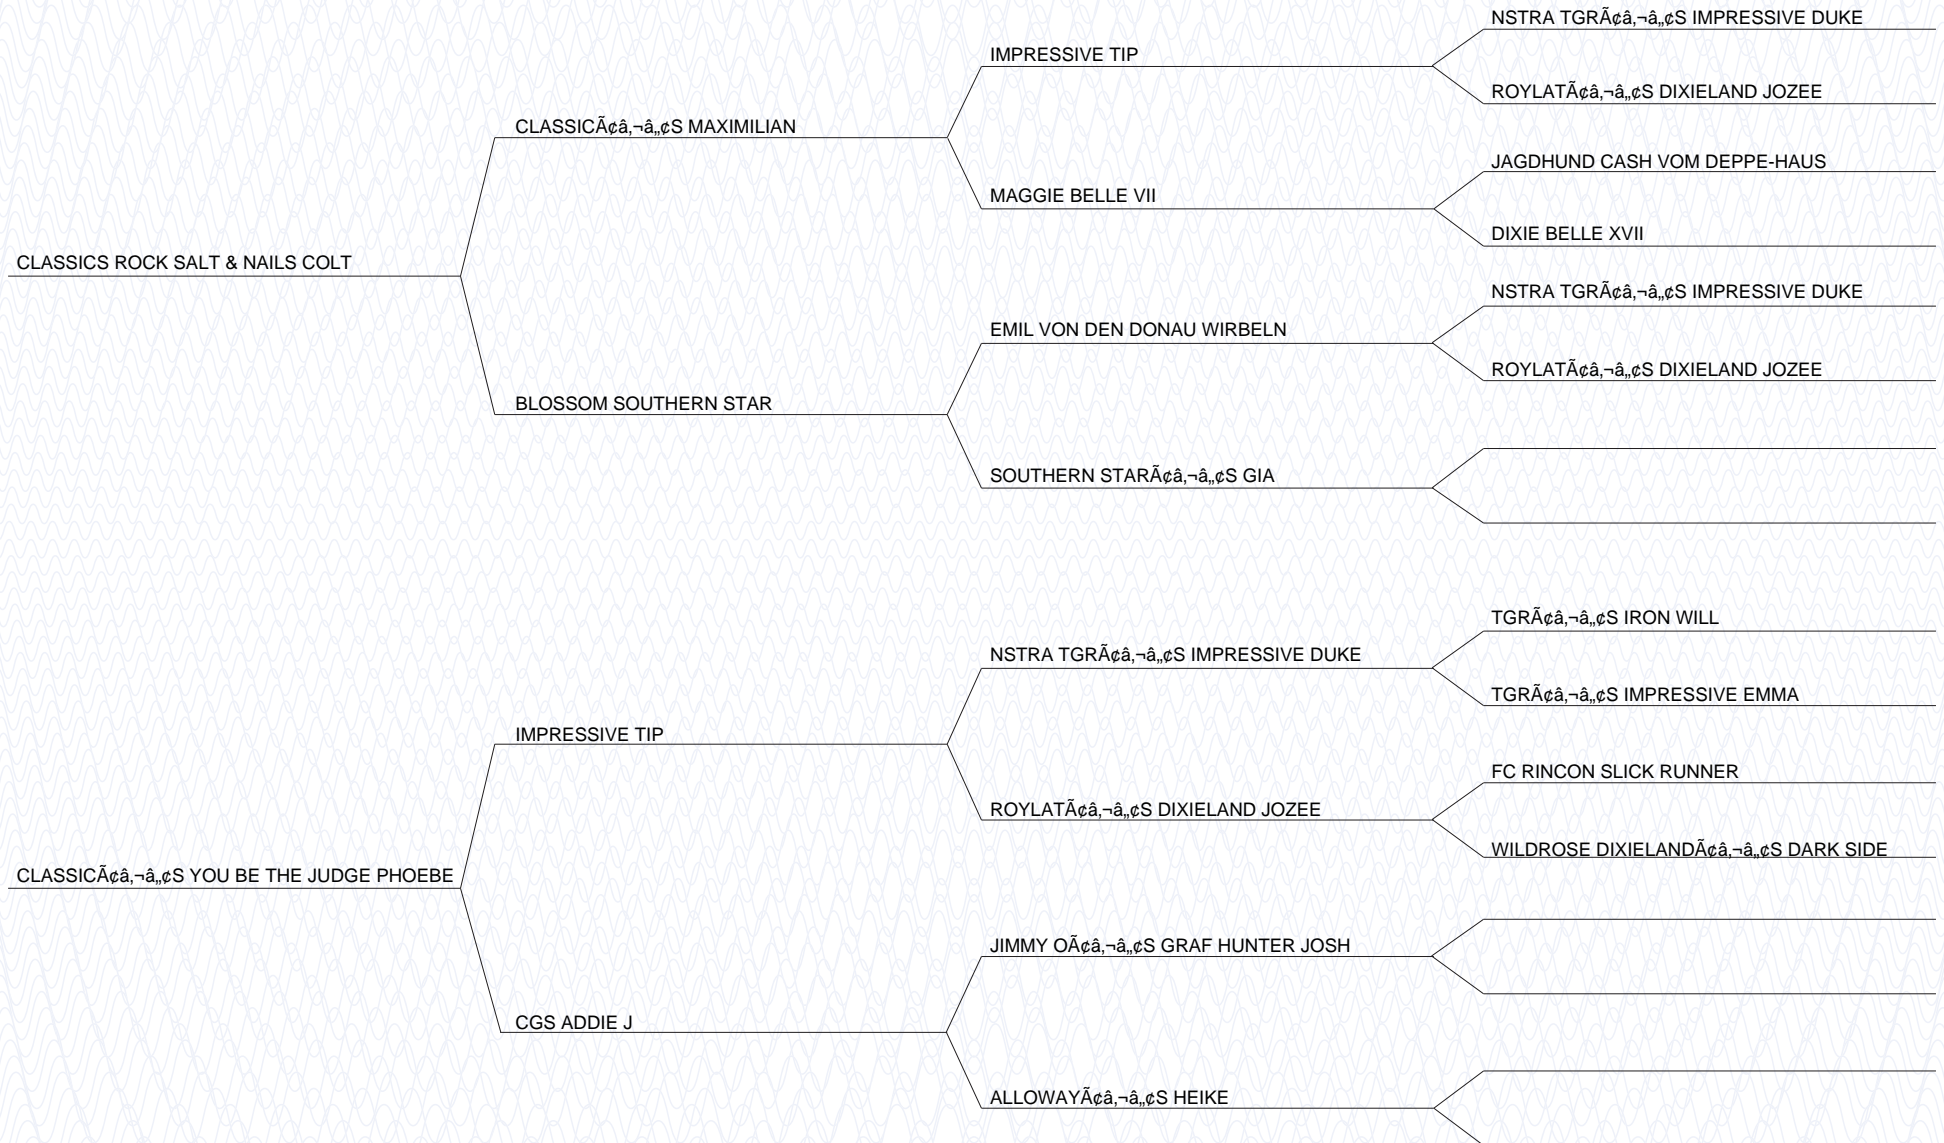 NSTRA TGRÃ¢â‚¬â„¢S IMPRESSIVE DUKE
IMPRESSIVE TIP
ROYLATÃ¢â‚¬â„¢S DIXIELAND JOZEE
CLASSICÃ¢â‚¬â„¢S MAXIMILIAN
JAGDHUND CASH VOM DEPPE-HAUS
MAGGIE BELLE VII
DIXIE BELLE XVII
CLASSICS ROCK SALT & NAILS COLT
NSTRA TGRÃ¢â‚¬â„¢S IMPRESSIVE DUKE
EMIL VON DEN DONAU WIRBELN
ROYLATÃ¢â‚¬â„¢S DIXIELAND JOZEE
BLOSSOM SOUTHERN STAR
SOUTHERN STARÃ¢â‚¬â„¢S GIA
TGRÃ¢â‚¬â„¢S IRON WILL
NSTRA TGRÃ¢â‚¬â„¢S IMPRESSIVE DUKE
TGRÃ¢â‚¬â„¢S IMPRESSIVE EMMA
IMPRESSIVE TIP
FC RINCON SLICK RUNNER
ROYLATÃ¢â‚¬â„¢S DIXIELAND JOZEE
WILDROSE DIXIELANDÃ¢â‚¬â„¢S DARK SIDE
CLASSICÃ¢â‚¬â„¢S YOU BE THE JUDGE PHOEBE
JIMMY OÃ¢â‚¬â„¢S GRAF HUNTER JOSH
CGS ADDIE J
ALLOWAYÃ¢â‚¬â„¢S HEIKE